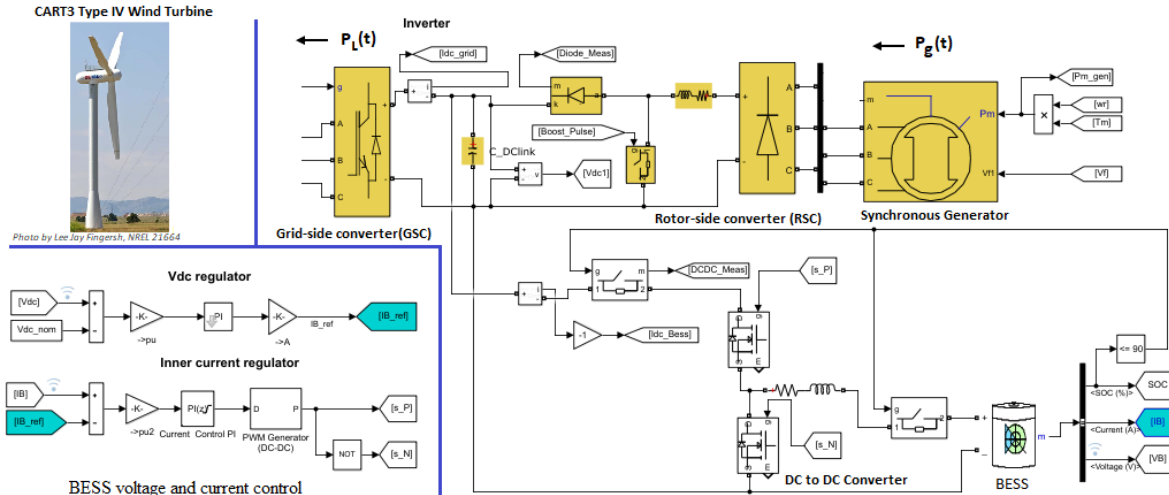 CART3 Type IV Wind Turbine
Photo by Lee Jay Fingersh, NREL 21664
Inverter
P_L(t)
P_g(t)
[Idc_grid]
[Diode_Meas]
[Boost_Pulse]
C_DClink
[Vdc1]
g
A
B
C
+
-
i
+
-
m
k
a
+
-
v
g
+
-
A
B
C
m
A
B
C
Pm
Vf1
×
[Pm_gen]
[wr]
[Tm]
[Vf]
Grid-side converter(GSC)
Rotor-side converter (RSC)
Synchronous Generator
g
m
1
2
[DCDC_Meas]
[s_P]
+
-
i
-1
[Idc_Bess]
[s_N]
g
1
2
+
-
m
BESS
DC to DC Converter
<= 90
SOC
<SOC (%)>
[IB]
<Current (A)>
[VB]
<Voltage (V)>
Vdc regulator
[Vdc]
Vdc_nom
+
-
-K-
->pu
PI
-K-
->A
IB_ref
[IB_ref]
Inner current regulator
[IB]
[IB_ref]
+
-
-K-
->pu2
PI(z)
Current Control PI
D
P
PWM Generator
(DC-DC)
NOT
[s_P]
[s_N]
BESS voltage and current control